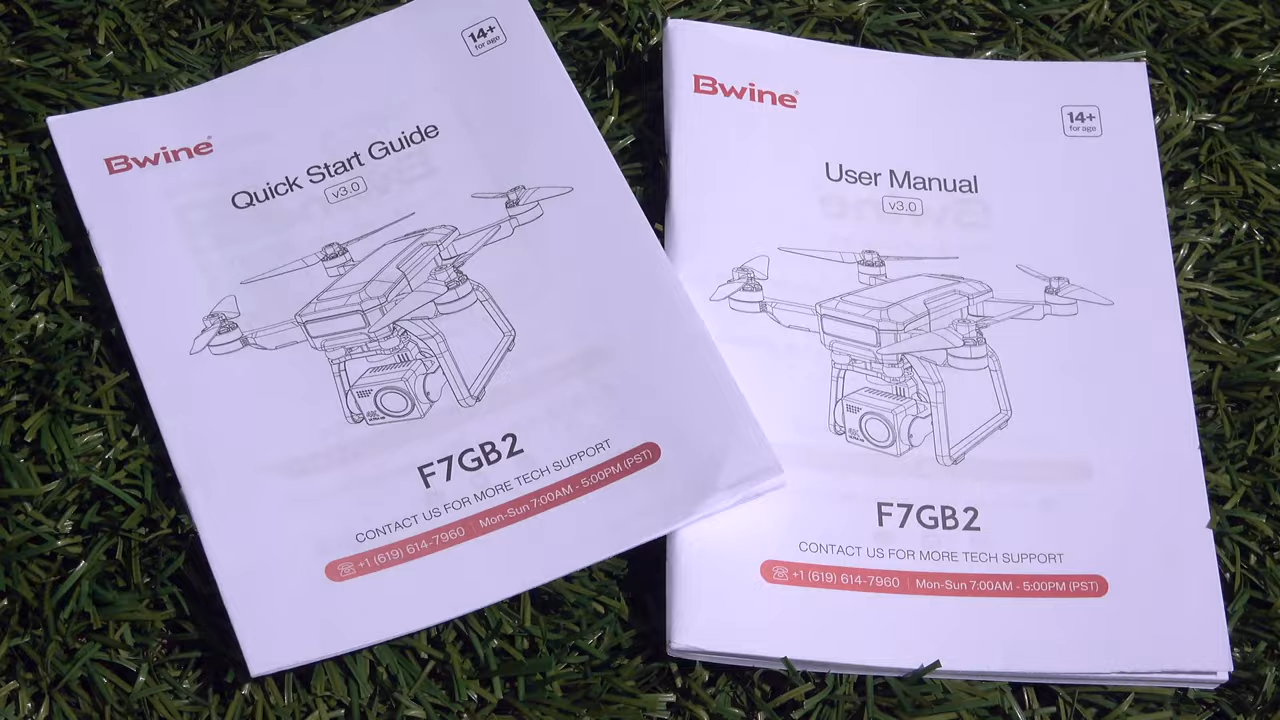 14+
for age
Bwine®
Quick Start Guide
v3.0
F7GB2
CONTACT US FOR MORE TECH SUPPORT
+1 (619) 614-7960 | Mon-Sun 7:00AM - 5:00PM (PST)
Bwine®
14+
for age
User Manual
v3.0
F7GB2
CONTACT US FOR MORE TECH SUPPORT
+1 (619) 614-7960 | Mon-Sun 7:00AM - 5:00PM (PST)